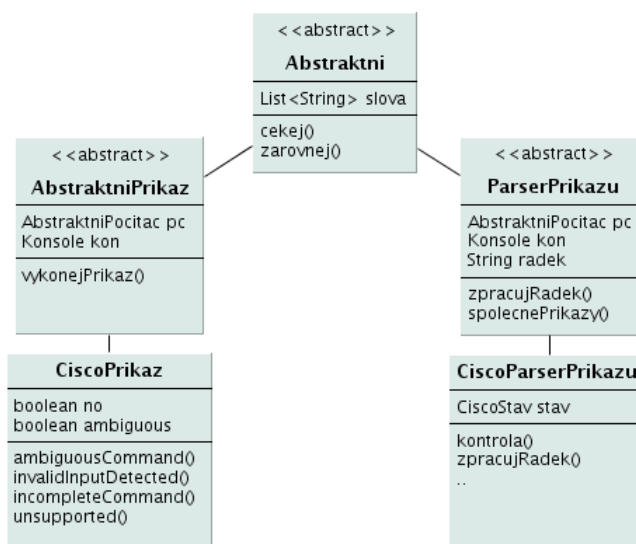 < <abstract> >
Abstraktni
List<String> slova
cekej()
zarovnej()
< <abstract> >
AbstraktniPrikaz
AbstraktniPocitac pc
Konsole kon
vykonejPrikaz()
< <abstract> >
ParserPrikazu
AbstraktniPocitac pc
Konsole kon
String radek
zpracujRadek()
spolecnePrikazy()
CiscoPrikaz
boolean no
boolean ambiguous
ambiguousCommand()
invalidInputDetected()
incompleteCommand()
unsupported()
CiscoParserPrikazu
CiscoStav stav
kontrola()
zpracujRadek()
..